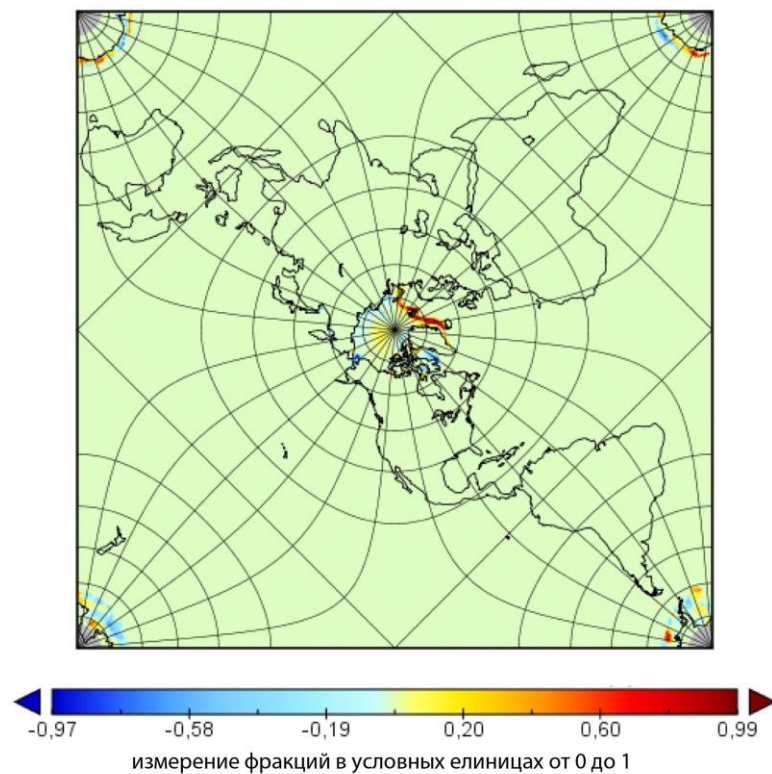 -0,97 -0,58 -0,19 0,20 0,60 0,99
измерение фракций в условных елиницах от 0 до 1